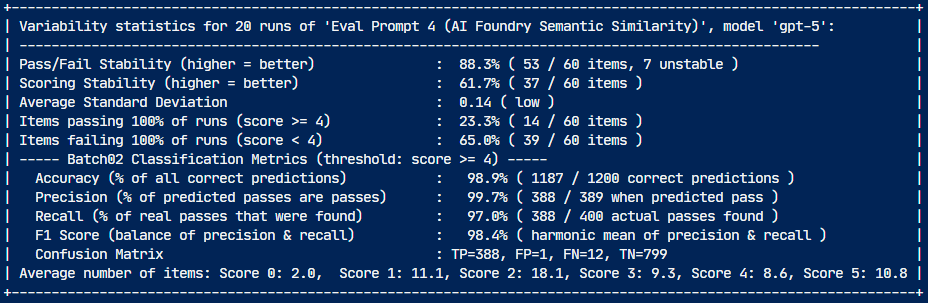 +-----------------------------------------------------------------------------------------------------------------+
| Variability statistics for 20 runs of 'Eval Prompt 4 (AI Foundry Semantic Similarity)', model 'gpt-5':          |
| ----------------------------------------------------------------------------------------------------            |
| Pass/Fail Stability (higher = better)               :  88.3% ( 53 / 60 items, 7 unstable )                      |
| Scoring Stability (higher = better)                 :  61.7% ( 37 / 60 items )                                  |
| Average Standard Deviation                          :  0.14 ( low )                                             |
| Items passing 100% of runs (score >= 4)             :  23.3% ( 14 / 60 items )                                  |
| Items failing 100% of runs (score < 4)              :  65.0% ( 39 / 60 items )                                  |
| ----- Batch02 Classification Metrics (threshold: score >= 4) -----                                              |
|   Accuracy (% of all correct predictions)           :   98.9% ( 1187 / 1200 correct predictions )               |
|   Precision (% of predicted passes are passes)      :   99.7% ( 388 / 389 when predicted pass )                 |
|   Recall (% of real passes that were found)         :   97.0% ( 388 / 400 actual passes found )                 |
|   F1 Score (balance of precision & recall)          :   98.4% ( harmonic mean of precision & recall )           |
|   Confusion Matrix                                  : TP=388, FP=1, FN=12, TN=799                               |
| Average number of items: Score 0: 2.0,  Score 1: 11.1, Score 2: 18.1, Score 3: 9.3, Score 4: 8.6, Score 5: 10.8 |
+-----------------------------------------------------------------------------------------------------------------+